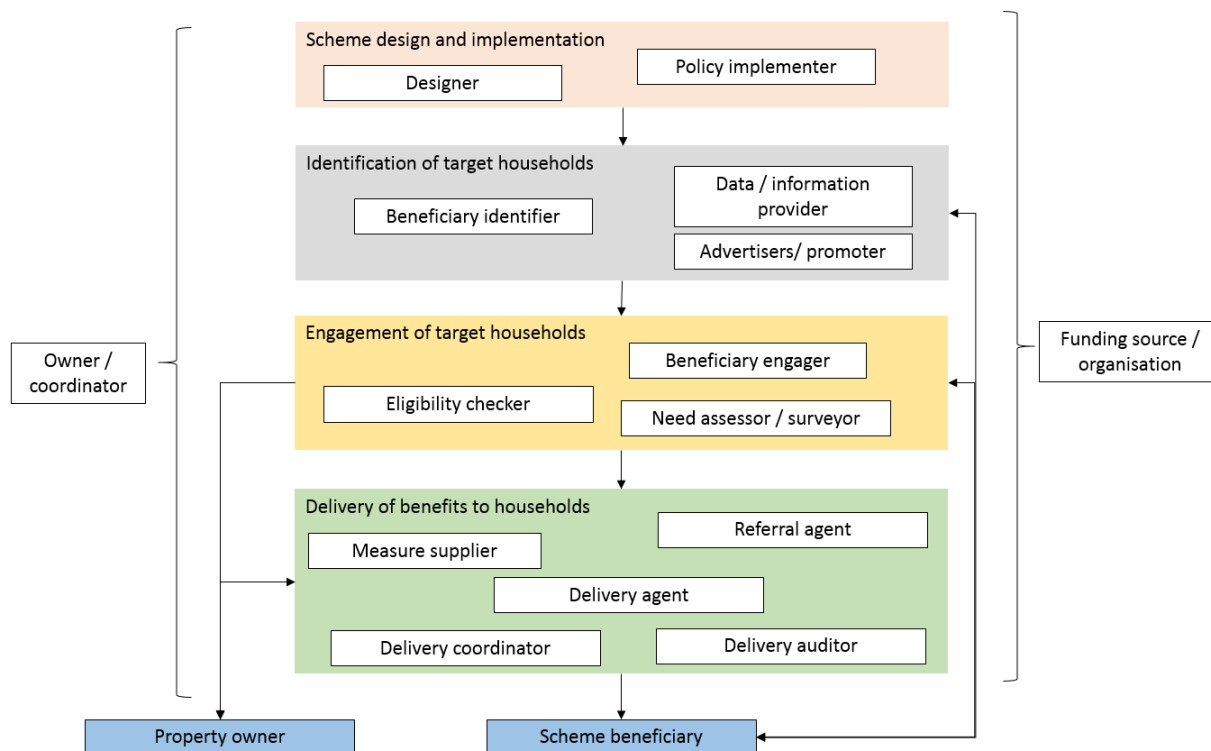 Scheme design and implementation
Policy implementer
Designer
Identification of target households
Data / information
provider
Beneficiary identifier
Advertisers/ promoter
Engagement of target households
Owner /
coordinator
Funding source /
organisation
Beneficiary engager
Eligibility checker
Need assessor / surveyor
Delivery of benefits to households
Referral agent
Measure supplier
Delivery agent
Delivery coordinator
Delivery auditor
Property owner
Scheme beneficiary